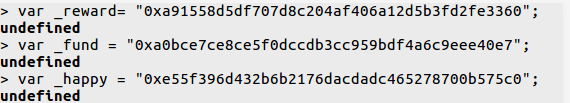 > var _reward= "0xa91558d5df707d8c204af406a12d5b3fd2fe3360";
undefined
> var _fund = "0xa0bce7ce8ce5f0dccdb3cc959bdf4a6c9eee40e7";
undefined
> var _happy = "0xe55f396d432b6b2176dacdadc465278700b575c0";
undefined